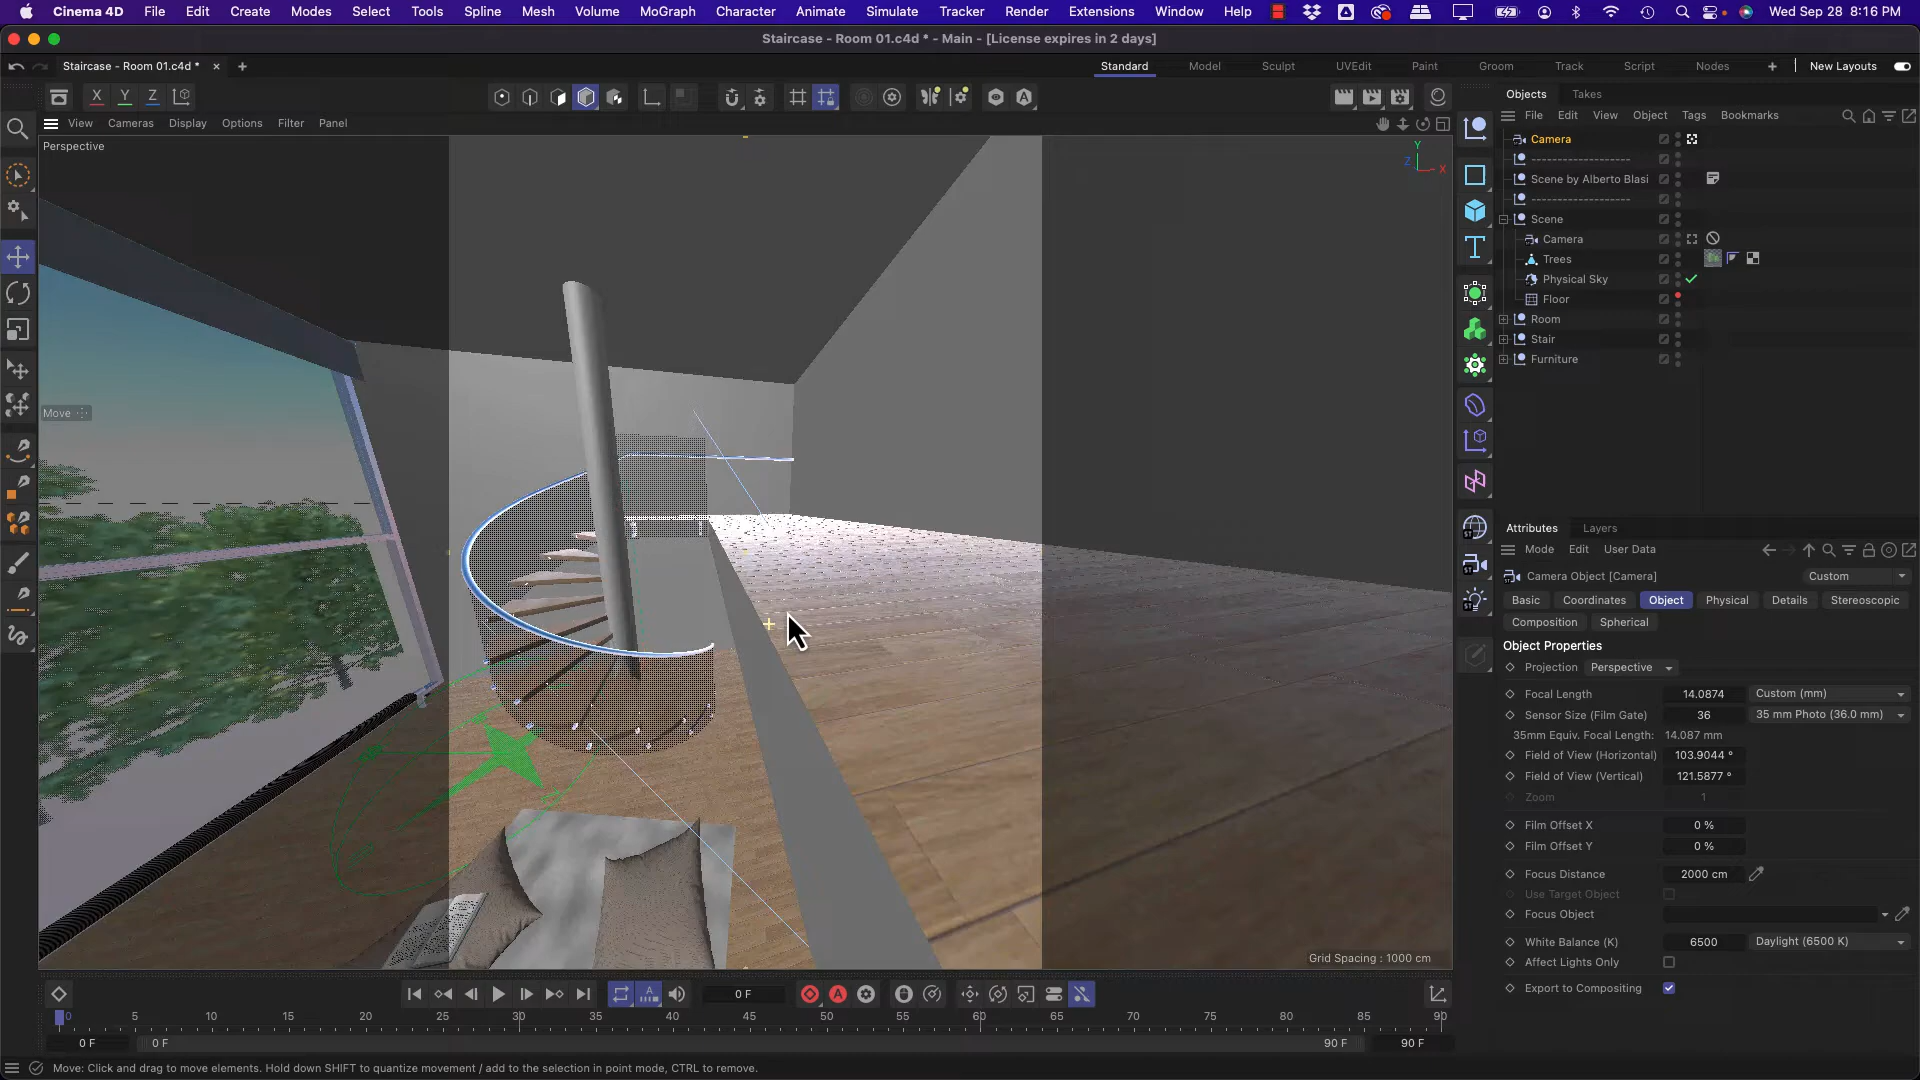 Cinema 4D File Edit Create Modes Select Tools Spline Mesh Volume MoGraph Character Animate Simulate Tracker Render Extensions Window Help Wed Sep 28 8:16 PM
Staircase - Room 01.c4d * - Main - [License expires in 2 days]
Staircase - Room 01.c4d * × + Standard Model Sculpt UVEdit Paint Groom Track Script Nodes + New Layouts
X Y Z
View Cameras Display Options Filter Panel
Perspective
Y
Z X
Move
Grid Spacing : 1000 cm
Objects Takes
File Edit View Object Tags Bookmarks
Camera
--------------------
Scene by Alberto Blasi
--------------------
Scene
Camera
Trees
Physical Sky
Floor
Room
Stair
Furniture
Attributes Layers
Mode Edit User Data
Camera Object [Camera] Custom
Basic Coordinates Object Physical Details Stereoscopic
Composition Spherical
Object Properties
Projection Perspective
Focal Length 14.0874 Custom (mm)
Sensor Size (Film Gate) 36 35 mm Photo (36.0 mm)
35mm Equiv. Focal Length: 14.087 mm
Field of View (Horizontal) 103.9044 °
Field of View (Vertical) 121.5877 °
Zoom 1
Film Offset X 0 %
Film Offset Y 0 %
Focus Distance 2000 cm
Use Target Object
Focus Object
White Balance (K) 6500 Daylight (6500 K)
Affect Lights Only
Export to Compositing
0 F
0 5 10 15 20 25 30 35 40 45 50 55 60 65 70 75 80 85 90
0 F 0 F 90 F 90 F
Move: Click and drag to move elements. Hold down SHIFT to quantize movement / add to the selection in point mode, CTRL to remove.